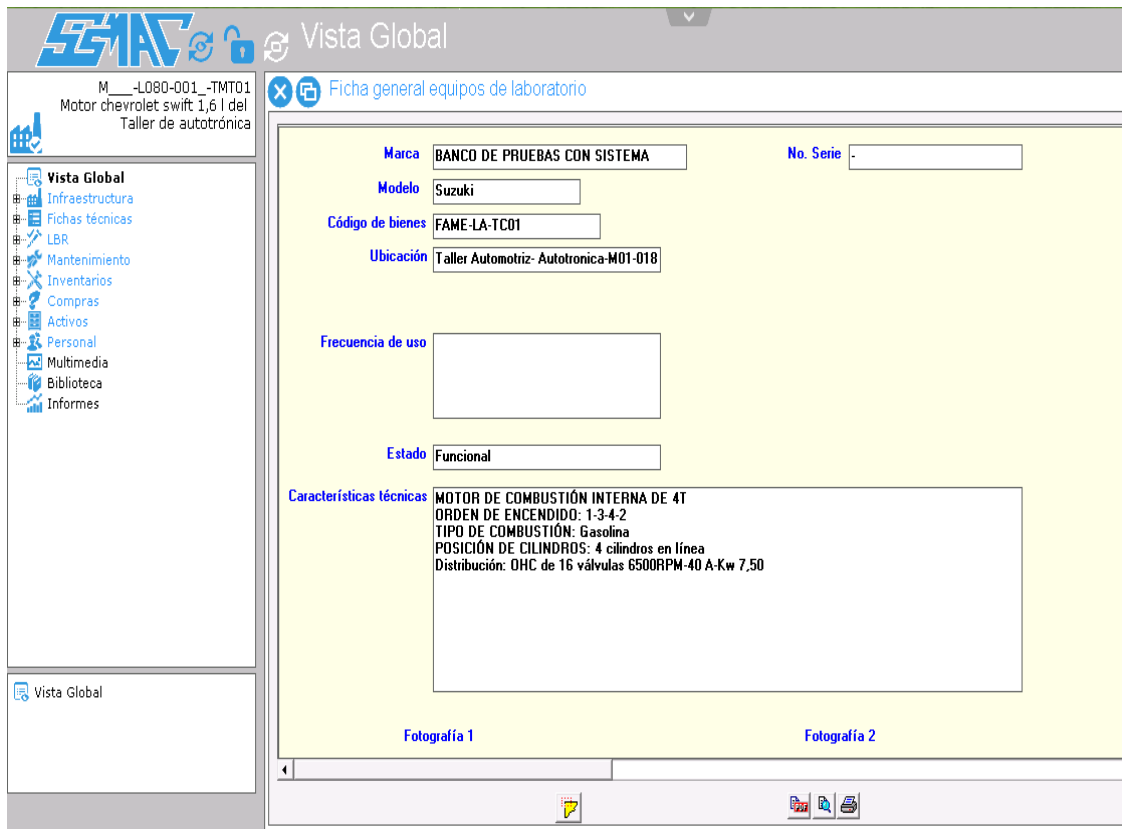 SisMAC
Vista Global
M___-L080-001_-TMT01
Motor chevrolet swift 1,6 l del
Taller de autotrónica
Vista Global
Infraestructura
Fichas técnicas
LBR
Mantenimiento
Inventarios
Compras
Activos
Personal
Multimedia
Biblioteca
Informes
Vista Global
Ficha general equipos de laboratorio
Marca BANCO DE PRUEBAS CON SISTEMA No. Serie -
Modelo Suzuki
Código de bienes FAME-LA-TC01
Ubicación Taller Automotriz- Autotronica-M01-018
Frecuencia de uso
Estado Funcional
Características técnicas MOTOR DE COMBUSTIÓN INTERNA DE 4T
ORDEN DE ENCENDIDO: 1-3-4-2
TIPO DE COMBUSTIÓN: Gasolina
POSICIÓN DE CILINDROS: 4 cilindros en línea
Distribución: OHC de 16 válvulas 6500RPM-40 A-Kw 7,50
Fotografía 1 Fotografía 2